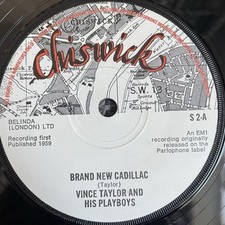 Chiswick
BELINDA
(LONDON) LTD
Recording first
Published 1959
S.W.
S 2-A
An EMI
recording originally
released on the
Parlophone label
BRAND NEW CADILLAC
(Taylor)
VINCE TAYLOR AND
HIS PLAYBOYS